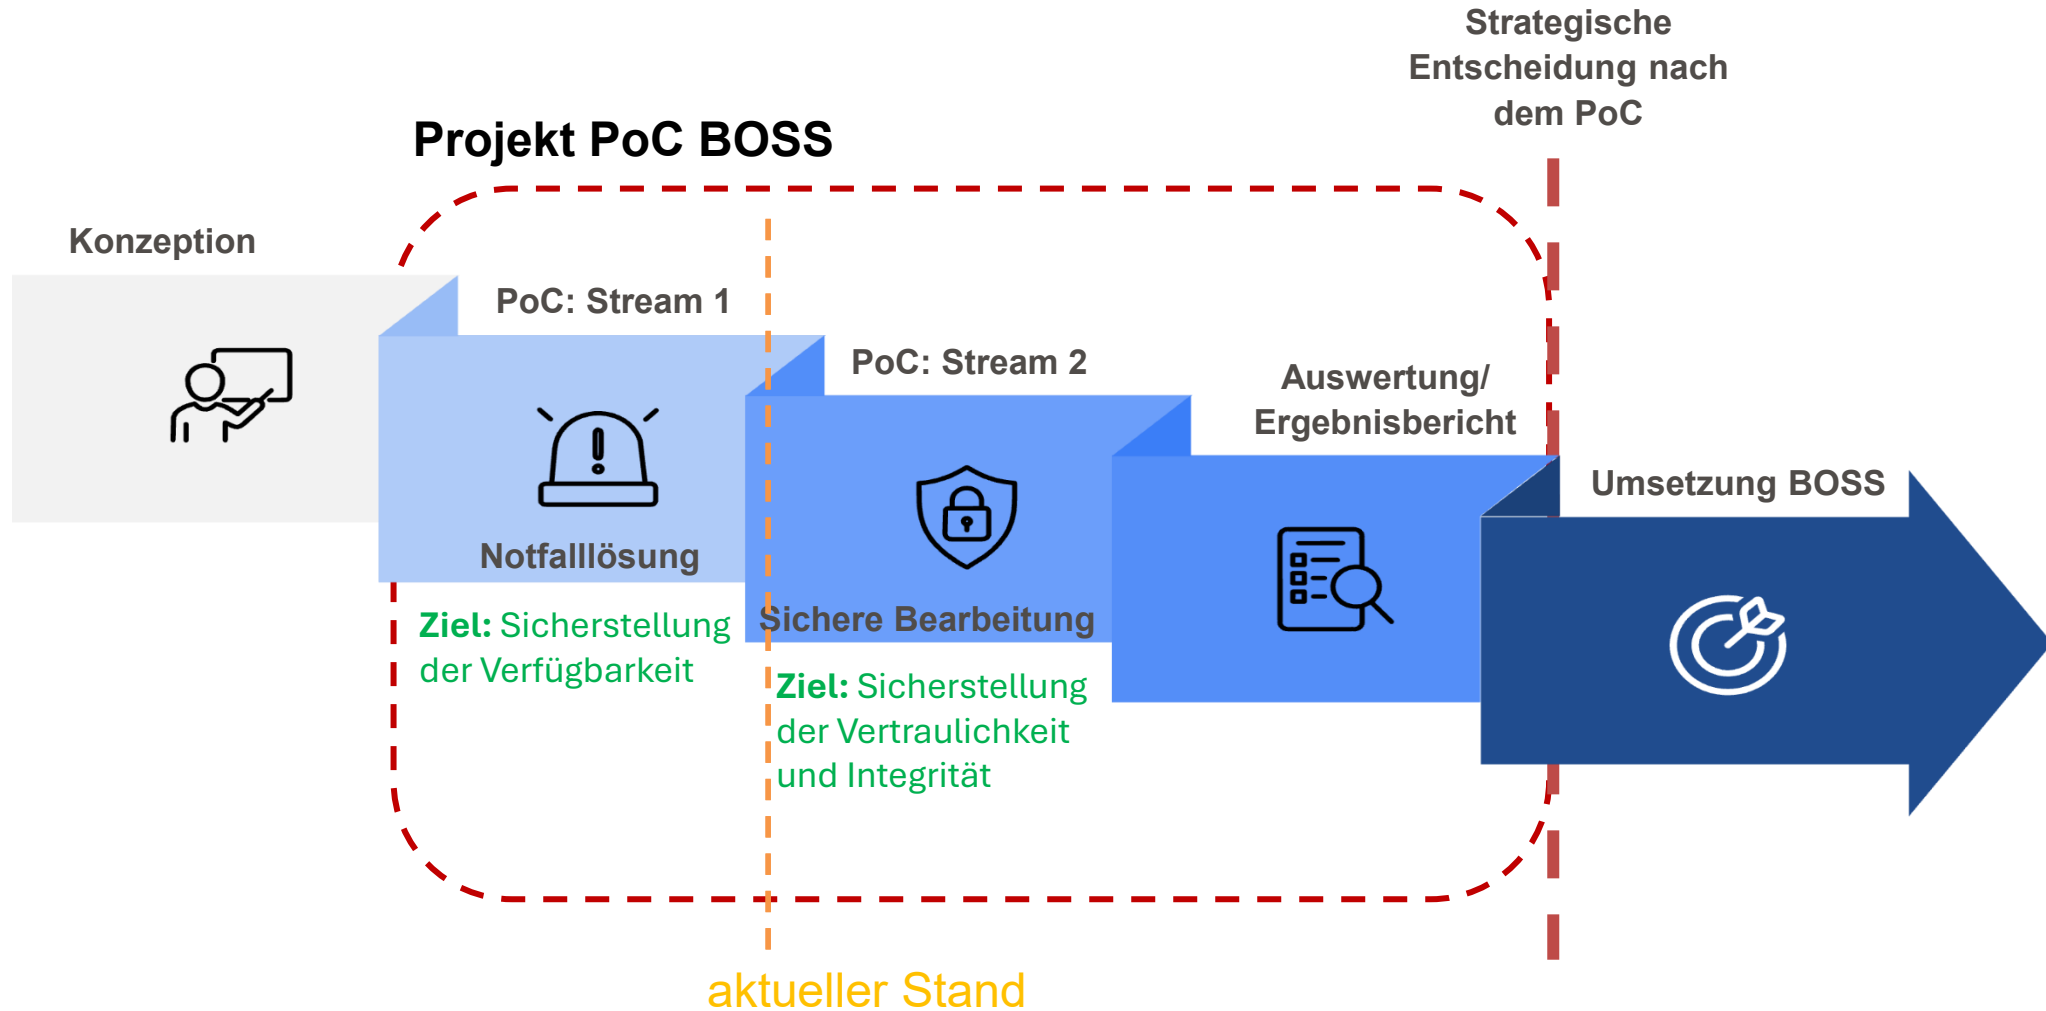 Strategische
Entscheidung nach
dem PoC
Projekt PoC BOSS
Konzeption
PoC: Stream 1
PoC: Stream 2
Auswertung/
Ergebnisbericht
Umsetzung BOSS
Notfalllösung
Sichere Bearbeitung
Ziel: Sicherstellung
der Verfügbarkeit
Ziel: Sicherstellung
der Vertraulichkeit
und Integrität
aktueller Stand